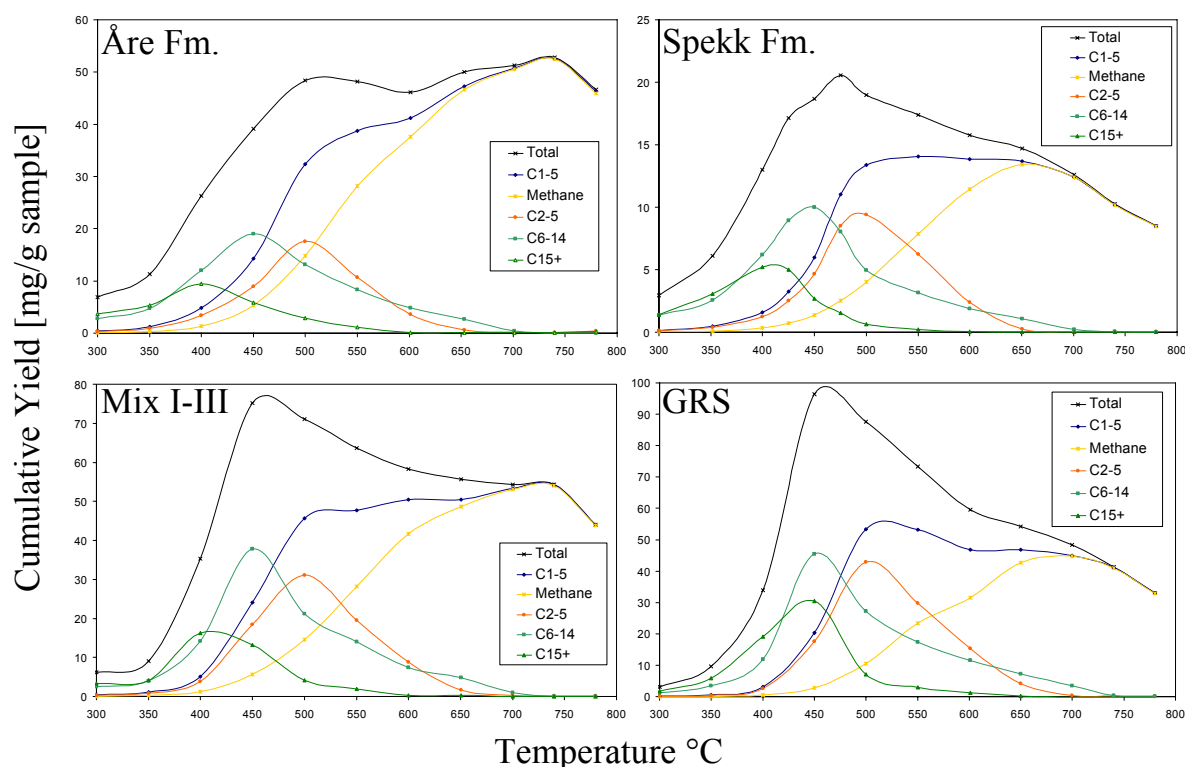 Cumulative Yield [mg/g sample]
Åre Fm.
60
50
40
30
20
10
0
300 350 400 450 500 550 600 650 700 750 800
Total
C1-5
Methane
C2-5
C6-14
C15+
Spekk Fm.
25
20
15
10
5
0
300 350 400 450 500 550 600 650 700 750 800
Total
C1-5
Methane
C2-5
C6-14
C15+
Mix I-III
80
70
60
50
40
30
20
10
0
300 350 400 450 500 550 600 650 700 750 800
Total
C1-5
Methane
C2-5
C6-14
C15+
GRS
100
90
80
70
60
50
40
30
20
10
0
300 350 400 450 500 550 600 650 700 750 800
Total
C1-5
Methane
C2-5
C6-14
C15+
Temperature °C